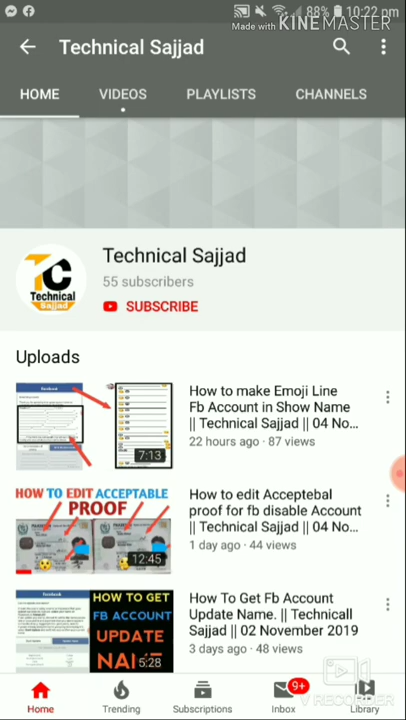 88% 10:22 pm
Made with KINEMASTER
Technical Sajjad
HOME VIDEOS PLAYLISTS CHANNELS
TC
Technical
Sajjad
Technical Sajjad
55 subscribers
SUBSCRIBE
Uploads
Facebook
7:13
How to make Emoji Line
Fb Account in Show Name
|| Technical Sajjad || 04 No...
22 hours ago · 87 views
HOW TO EDIT ACCEPTABLE
PROOF
12:45
How to edit Acceptebal
proof for fb disable Account
|| Technical Sajjad || 04 No...
1 day ago · 44 views
HOW TO GET
FB ACCOUNT
UPDATE
5:28
How To Get Fb Account
Update Name. || Technicall
Sajjad || 02 November 2019
3 days ago · 48 views
9+
Home Trending Subscriptions Inbox Library
V RECORDER